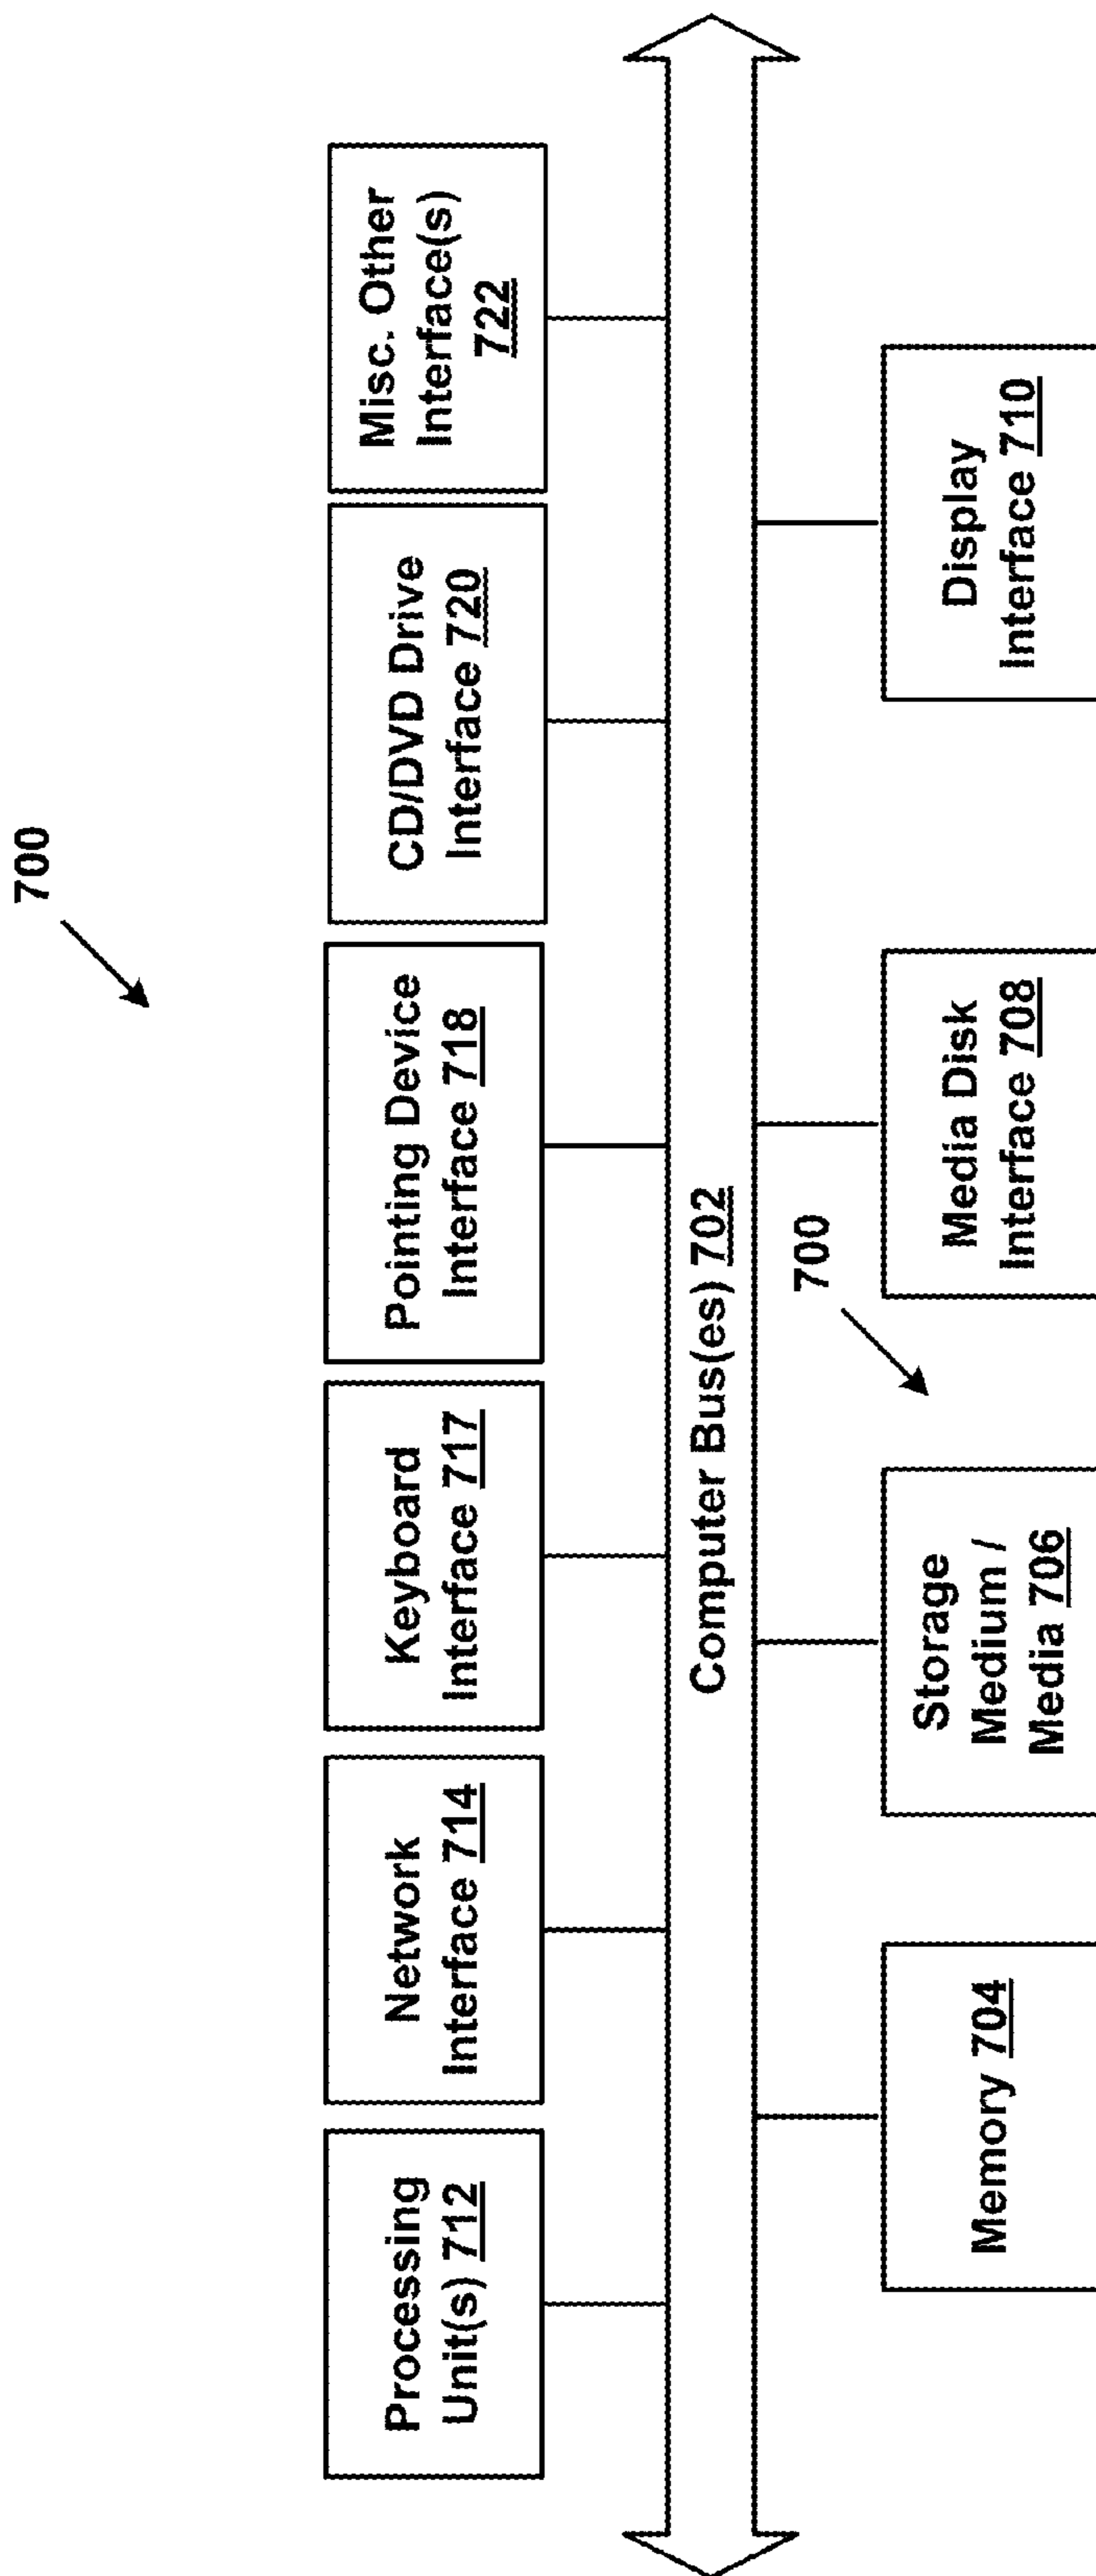 700
Processing
Unit(s) 712
Network
Interface 714
Keyboard
Interface 717
Pointing Device
Interface 718
CD/DVD Drive
Interface 720
Misc. Other
Interface(s)
722
Computer Bus(es) 702
700
Memory 704
Storage
Medium /
Media 706
Media Disk
Interface 708
Display
Interface 710